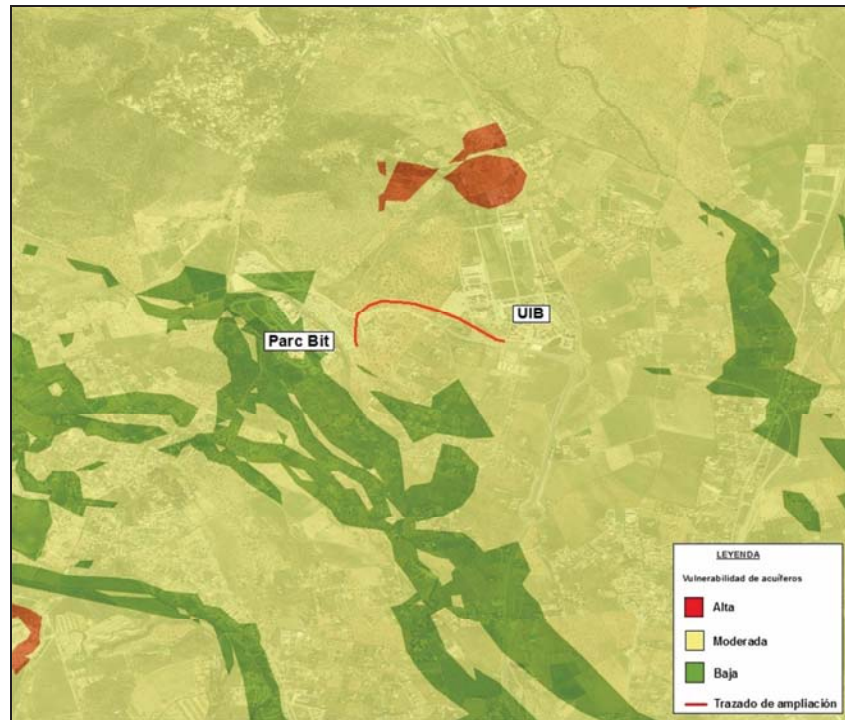 UIB
Parc Bit
LEYENDA
Vulnerabilidad de acuíferos
Alta
Moderada
Baja
Trazado de ampliación